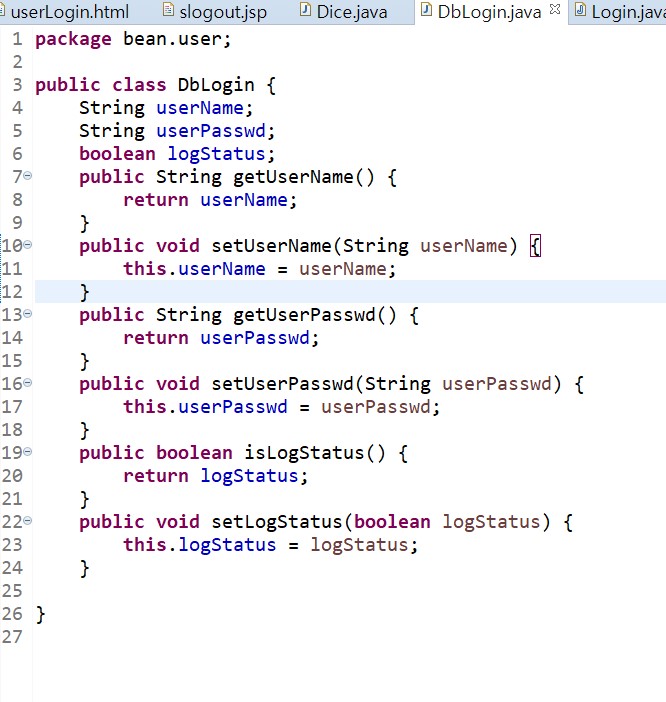 userLogin.html slogout.jsp Dice.java DbLogin.java Login.java
1 package bean.user;
2
3 public class DbLogin {
4     String userName;
5     String userPasswd;
6     boolean logStatus;
7     public String getUserName() {
8         return userName;
9     }
10     public void setUserName(String userName) {
11         this.userName = userName;
12     }
13     public String getUserPasswd() {
14         return userPasswd;
15     }
16     public void setUserPasswd(String userPasswd) {
17         this.userPasswd = userPasswd;
18     }
19     public boolean isLogStatus() {
20         return logStatus;
21     }
22     public void setLogStatus(boolean logStatus) {
23         this.logStatus = logStatus;
24     }
25
26 }
27